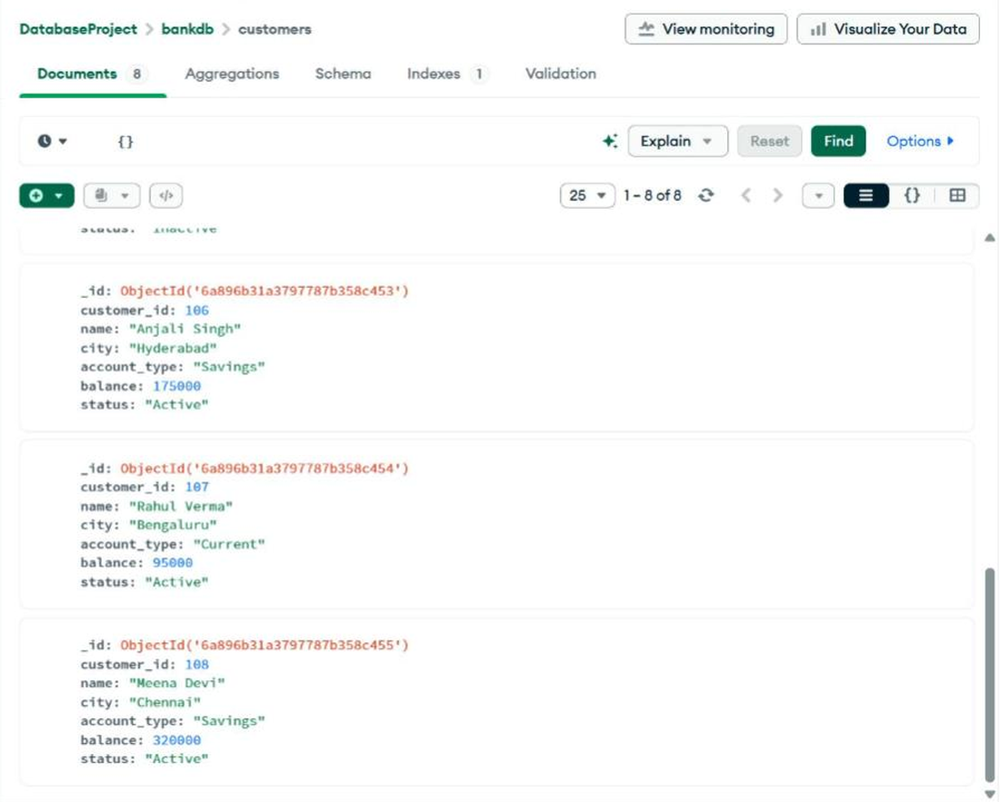 DatabaseProject > bankdb > customers
View monitoring
Visualize Your Data
Documents 8 Aggregations Schema Indexes 1 Validation
{} Explain Reset Find Options
</> 25 1 – 8 of 8 {}
status: "Inactive"
_id: ObjectId('6a896b31a3797787b358c453')
customer_id: 106
name: "Anjali Singh"
city: "Hyderabad"
account_type: "Savings"
balance: 175000
status: "Active"
_id: ObjectId('6a896b31a3797787b358c454')
customer_id: 107
name: "Rahul Verma"
city: "Bengaluru"
account_type: "Current"
balance: 95000
status: "Active"
_id: ObjectId('6a896b31a3797787b358c455')
customer_id: 108
name: "Meena Devi"
city: "Chennai"
account_type: "Savings"
balance: 320000
status: "Active"